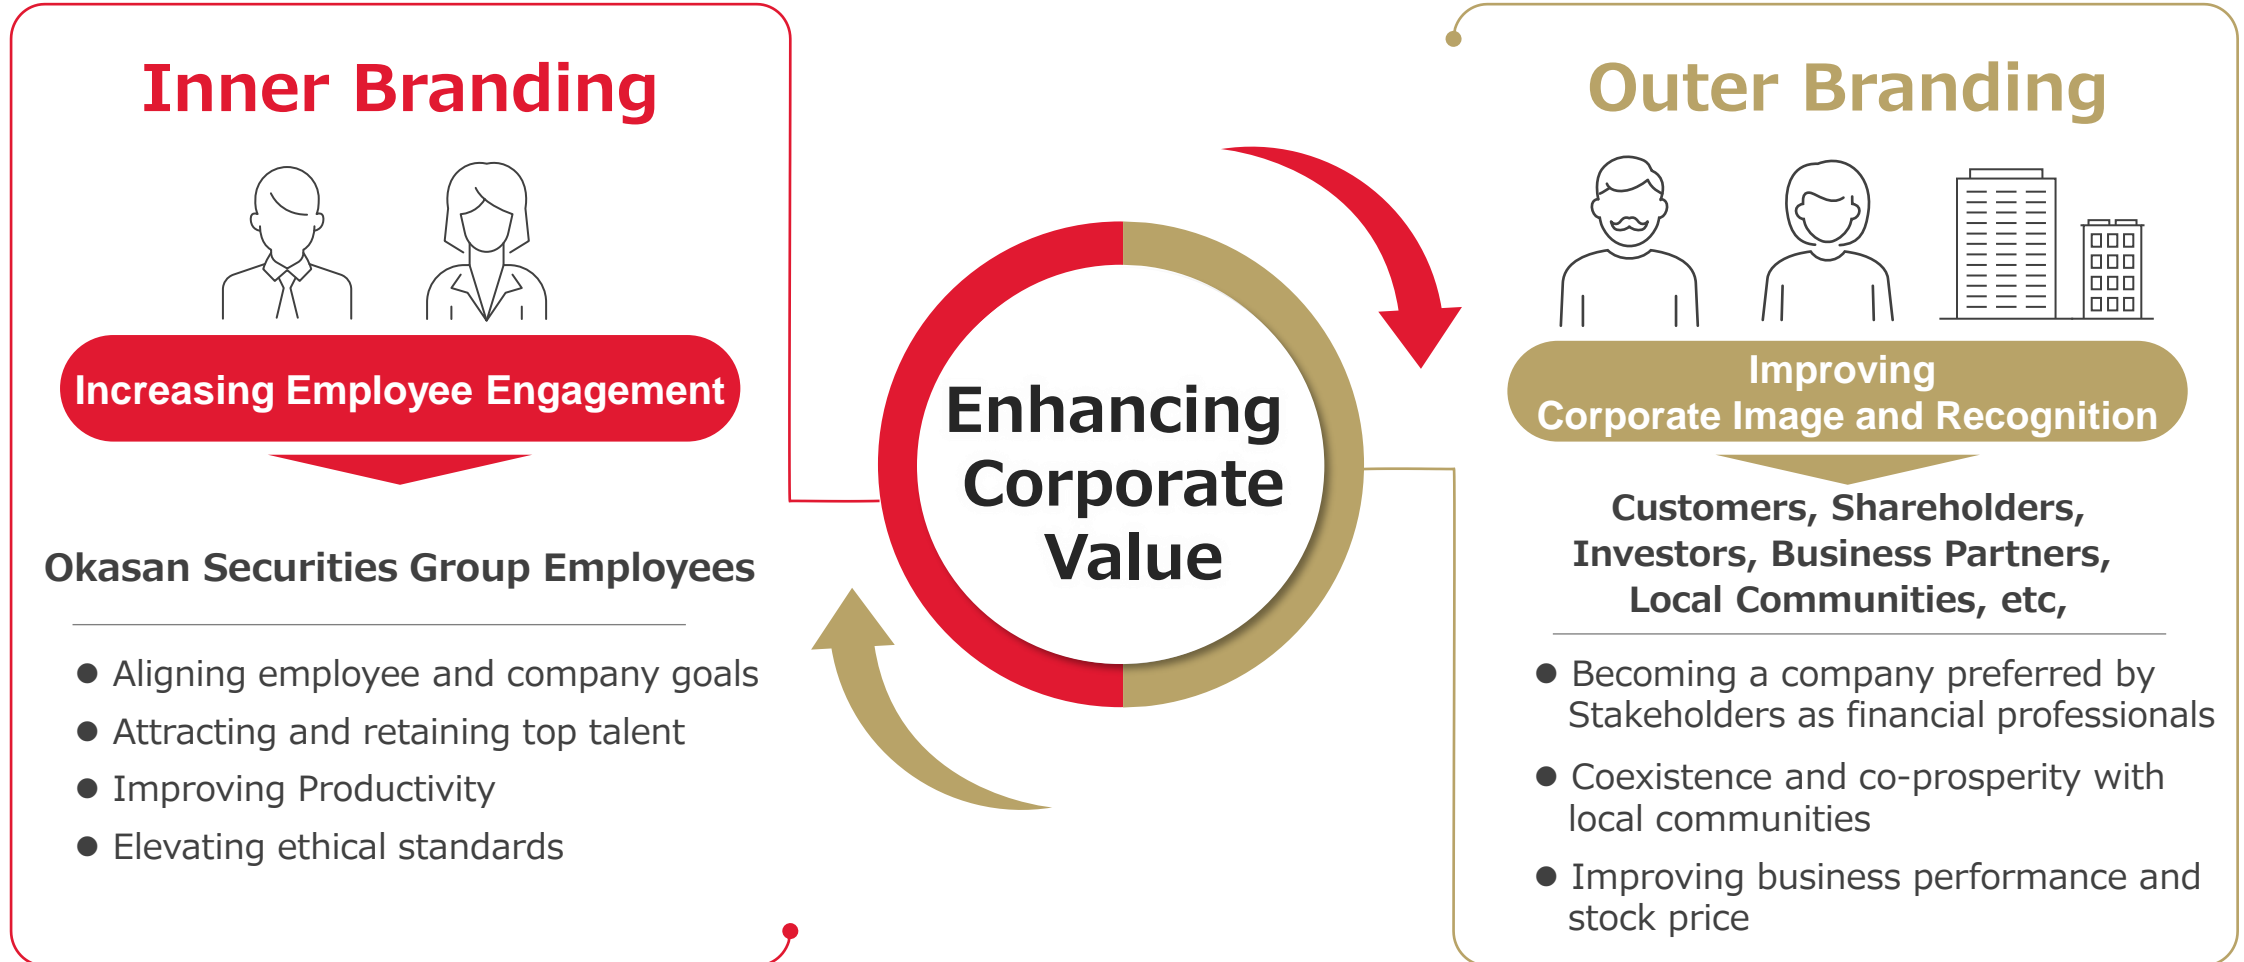 Inner Branding
Increasing Employee Engagement
Okasan Securities Group Employees
● Aligning employee and company goals
● Attracting and retaining top talent
● Improving Productivity
● Elevating ethical standards
Enhancing
Corporate
Value
Outer Branding
Improving
Corporate Image and Recognition
Customers, Shareholders,
Investors, Business Partners,
Local Communities, etc,
● Becoming a company preferred by
Stakeholders as financial professionals
● Coexistence and co-prosperity with
local communities
● Improving business performance and
stock price